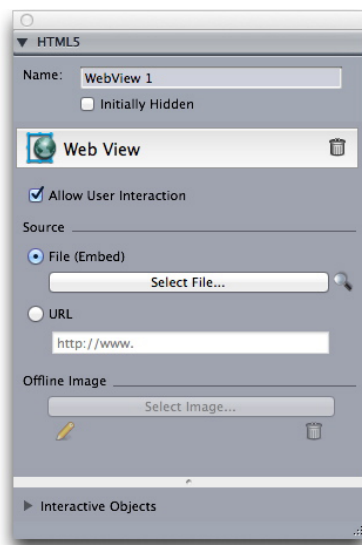 HTML5
Name: WebView 1
Initially Hidden
Web View
Allow User Interaction
Source
File (Embed)
Select File...
URL
http://www.
Offline Image
Select Image...
Interactive Objects